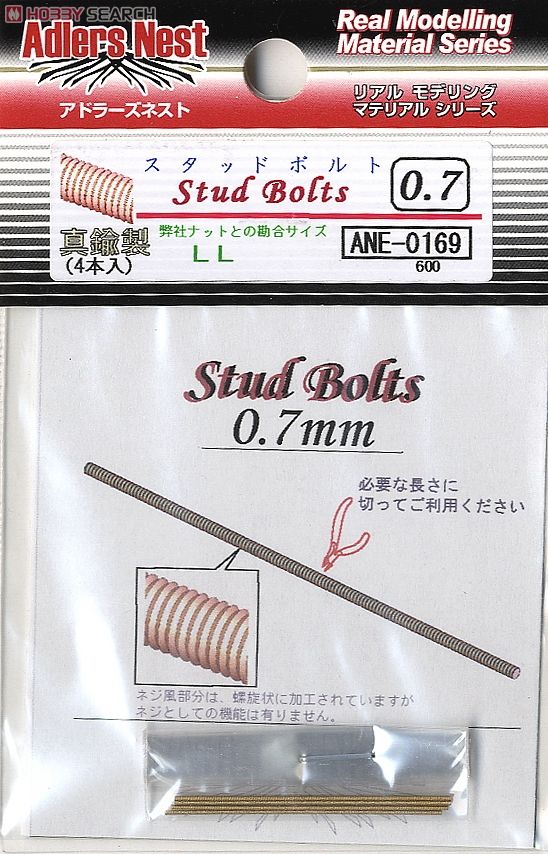 HOBBY SEARCH
Adlers Nest
アドラーズネスト
Real Modelling
Material Series
リアル モデリング
マテリアル シリーズ
スタッドボルト
Stud Bolts
0.7
弊社ナットとの勘合サイズ
LL
真鍮製
(4本入)
ANE-0169
600
Stud Bolts
0.7mm
必要な長さに
切ってご利用ください
ネジ風部分は、螺旋状に加工されていますが
ネジとしての機能は有りません。